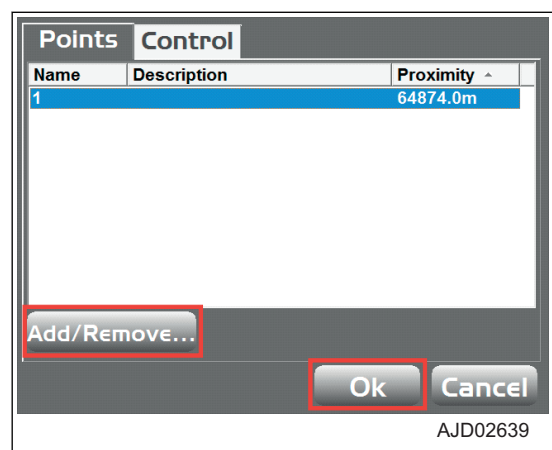 Points Control
Name Description Proximity
1 64874.0m
Add/Remove...
Ok Cancel
AJD02639